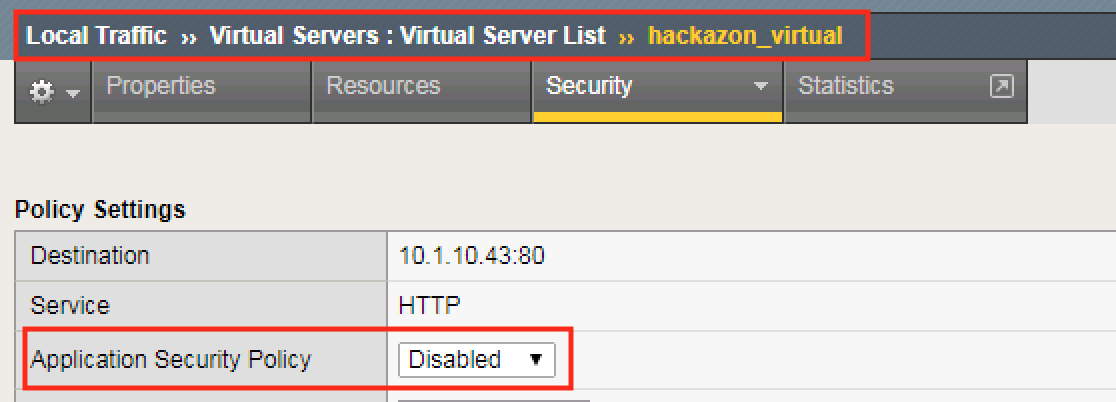 Local Traffic ›› Virtual Servers : Virtual Server List ›› hackazon_virtual
Properties Resources Security Statistics
Policy Settings
Destination 10.1.10.43:80
Service HTTP
Application Security Policy Disabled